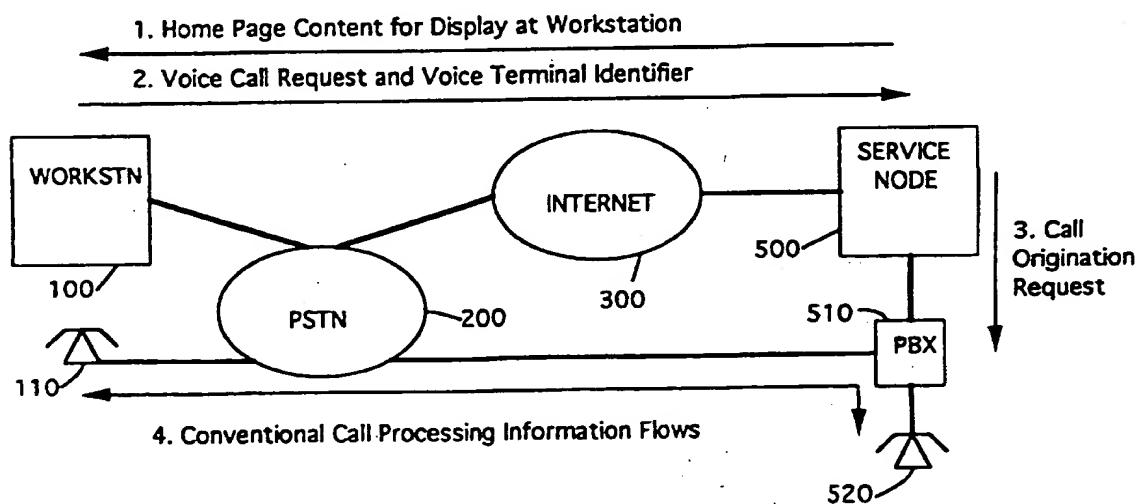 1. Home Page Content for Display at Workstation
2. Voice Call Request and Voice Terminal Identifier
WORKSTN
100
PSTN
200
INTERNET
300
SERVICE
NODE
500
3. Call
Origination
Request
510
PBX
110
4. Conventional Call Processing Information Flows
520